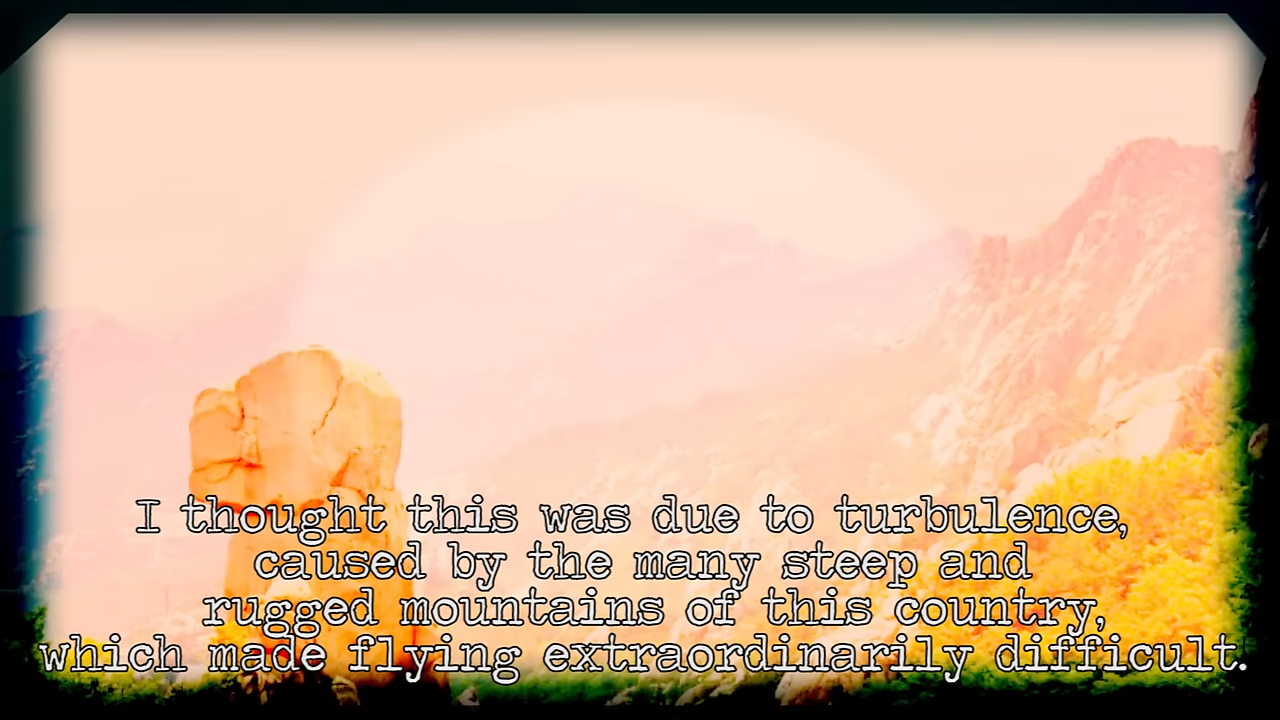 I thought this was due to turbulence,
caused by the many steep and
rugged mountains of this country,
which made flying extraordinarily difficult.